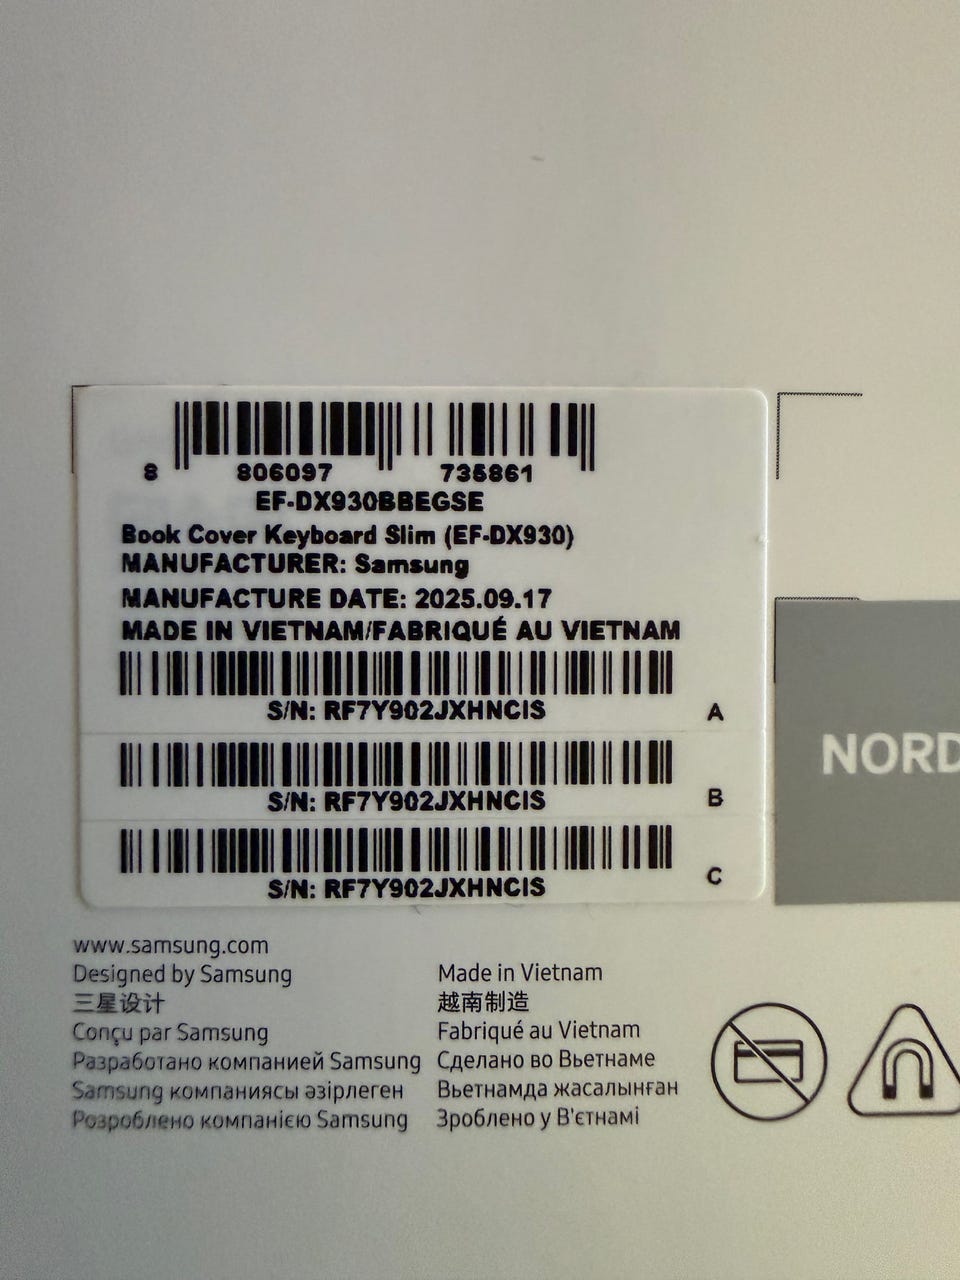 8 806097 735861
EF-DX930BBEGSE
Book Cover Keyboard Slim (EF-DX930)
MANUFACTURER: Samsung
MANUFACTURE DATE: 2025.09.17
MADE IN VIETNAM/FABRIQUÉ AU VIETNAM
S/N: RF7Y902JXHNCIS
A
S/N: RF7Y902JXHNCIS
B
S/N: RF7Y902JXHNCIS
C
NORD
www.samsung.com
Designed by Samsung
三星设计
Conçu par Samsung
Разработано компанией Samsung
Samsung компаниясы әзірлеген
Розроблено компанією Samsung
Made in Vietnam
越南制造
Fabriqué au Vietnam
Сделано во Вьетнаме
Вьетнамда жасалынған
Зроблено у В'єтнамі